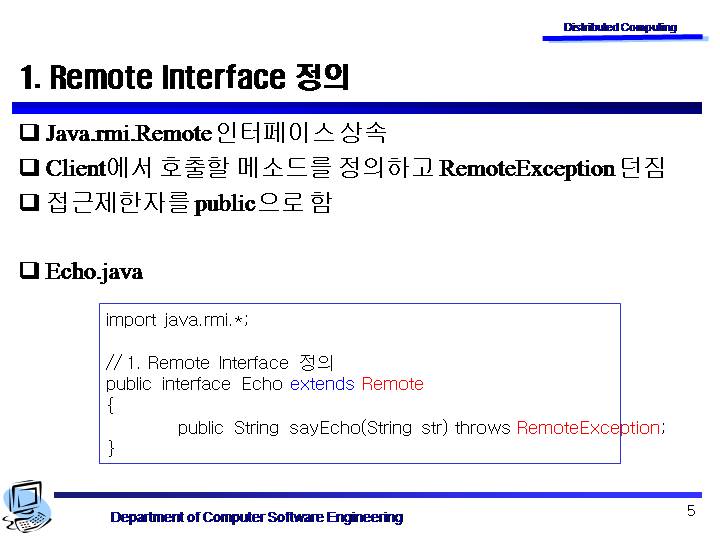 Distributed Computing
1. Remote Interface 정의
❑ Java.rmi.Remote 인터페이스 상속
❑ Client에서 호출할 메소드를 정의하고 RemoteException 던짐
❑ 접근제한자를 public으로 함
❑ Echo.java
import java.rmi.*;
// 1. Remote Interface 정의
public interface Echo extends Remote
{
public String sayEcho(String str) throws RemoteException;
}
Department of Computer Software Engineering
5